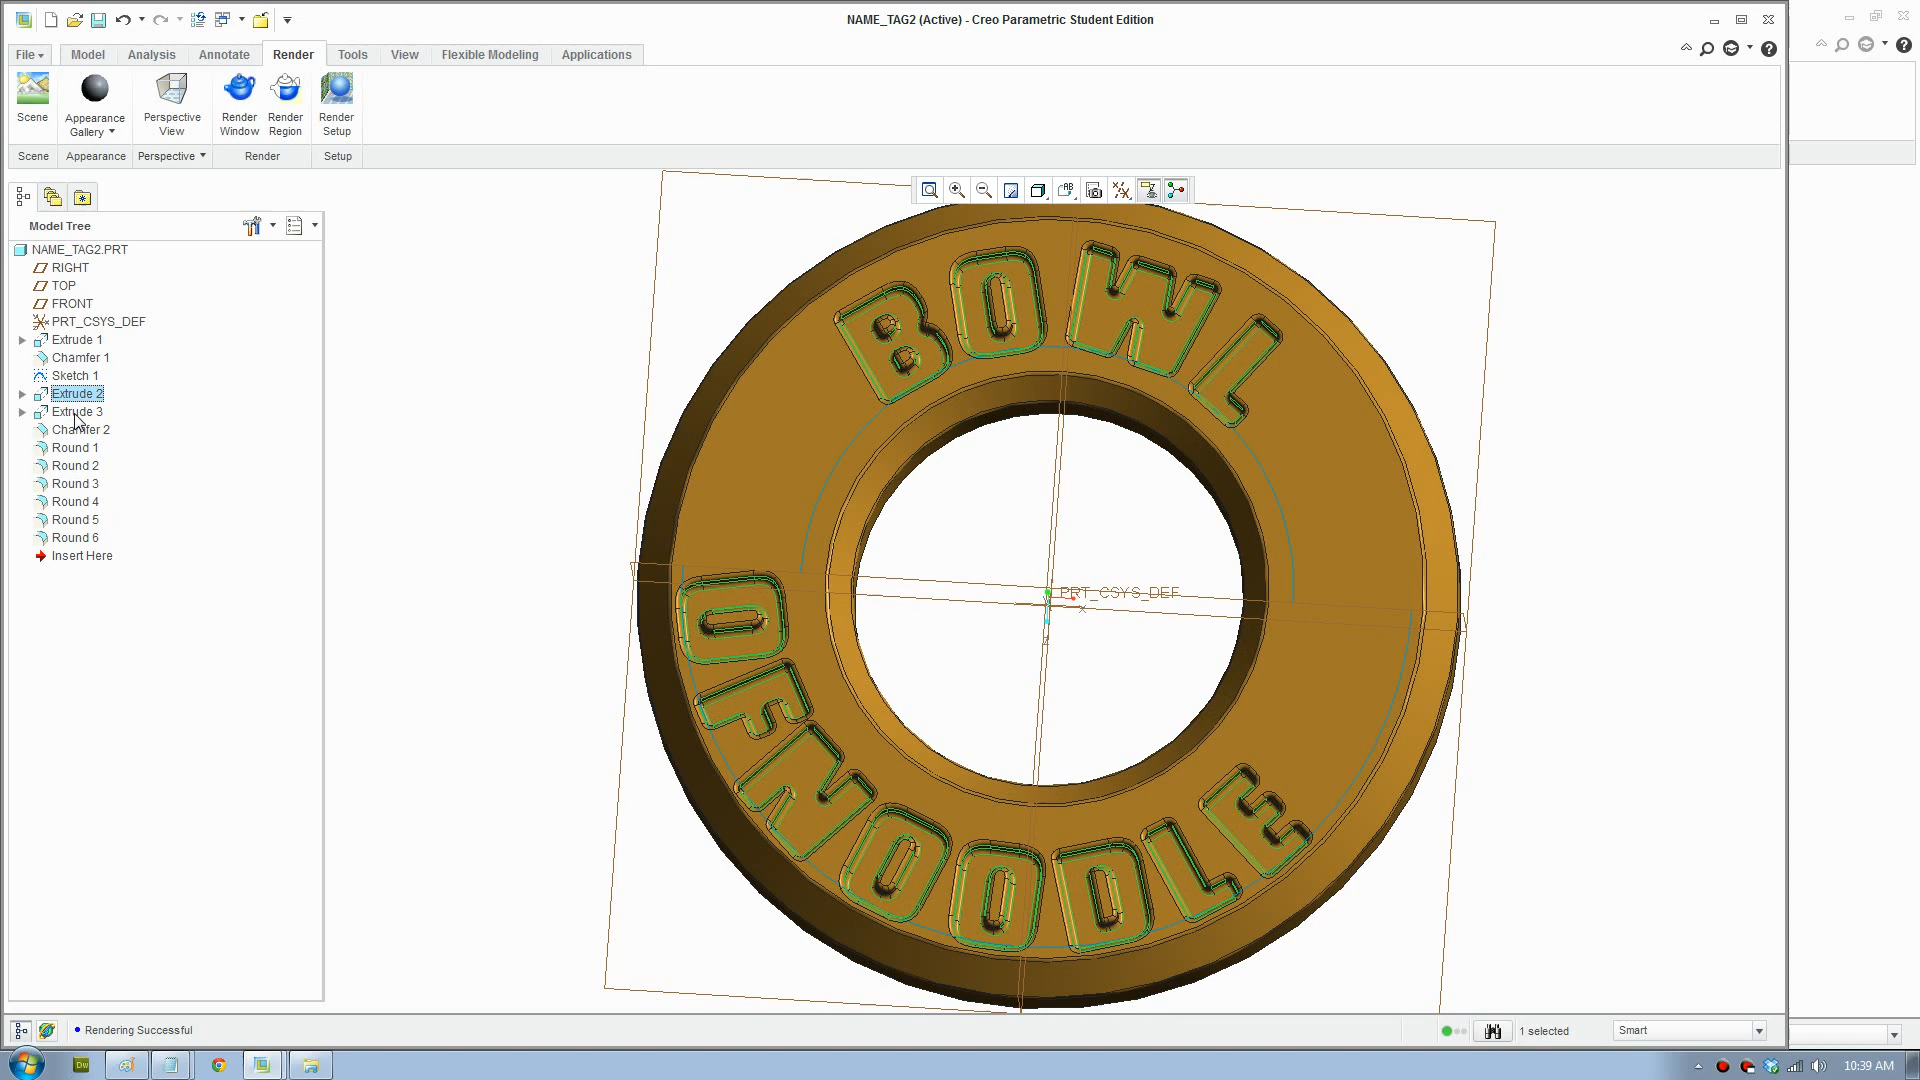 NAME_TAG2 (Active) - Creo Parametric Student Edition
File
Model
Analysis
Annotate
Render
Tools
View
Flexible Modeling
Applications
Scene
Appearance
Gallery
Perspective
View
Render
Window
Render
Region
Render
Setup
Scene
Appearance
Perspective
Render
Setup
Model Tree
NAME_TAG2.PRT
RIGHT
TOP
FRONT
PRT_CSYS_DEF
Extrude 1
Chamfer 1
Sketch 1
Extrude 2
Extrude 3
Chamfer 2
Round 1
Round 2
Round 3
Round 4
Round 5
Round 6
Insert Here
BOWL
PRT_CSYS_DEF
X
Z
OFNOODLE
Rendering Successful
1 selected
Smart
Dw
10:39 AM